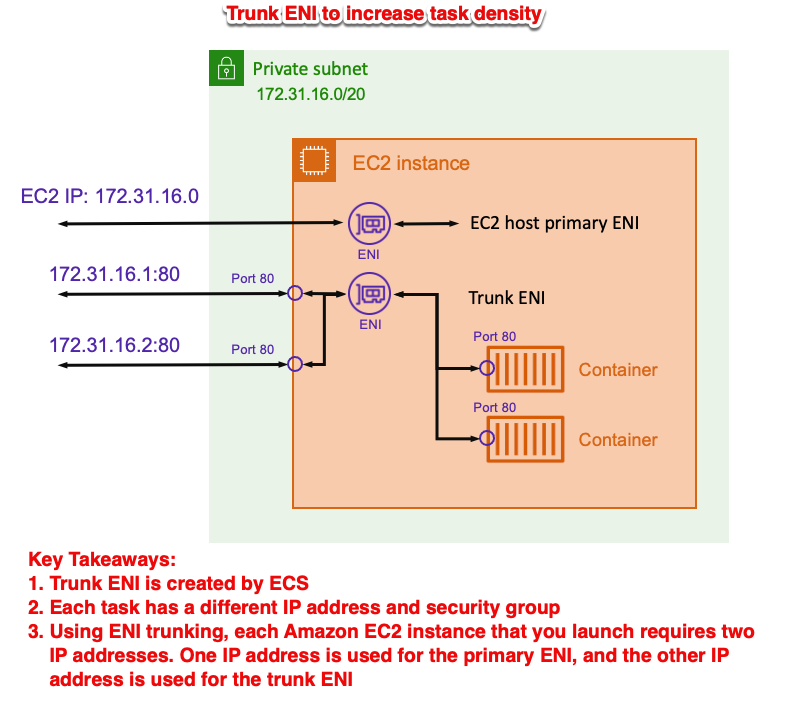 Trunk ENI to increase task density
Private subnet
172.31.16.0/20
EC2 instance
EC2 IP: 172.31.16.0
EC2 host primary ENI
ENI
172.31.16.1:80
Port 80
Trunk ENI
ENI
Port 80
172.31.16.2:80
Port 80
Container
Port 80
Container
Key Takeaways:
1. Trunk ENI is created by ECS
2. Each task has a different IP address and security group
3. Using ENI trunking, each Amazon EC2 instance that you launch requires two
IP addresses. One IP address is used for the primary ENI, and the other IP
address is used for the trunk ENI